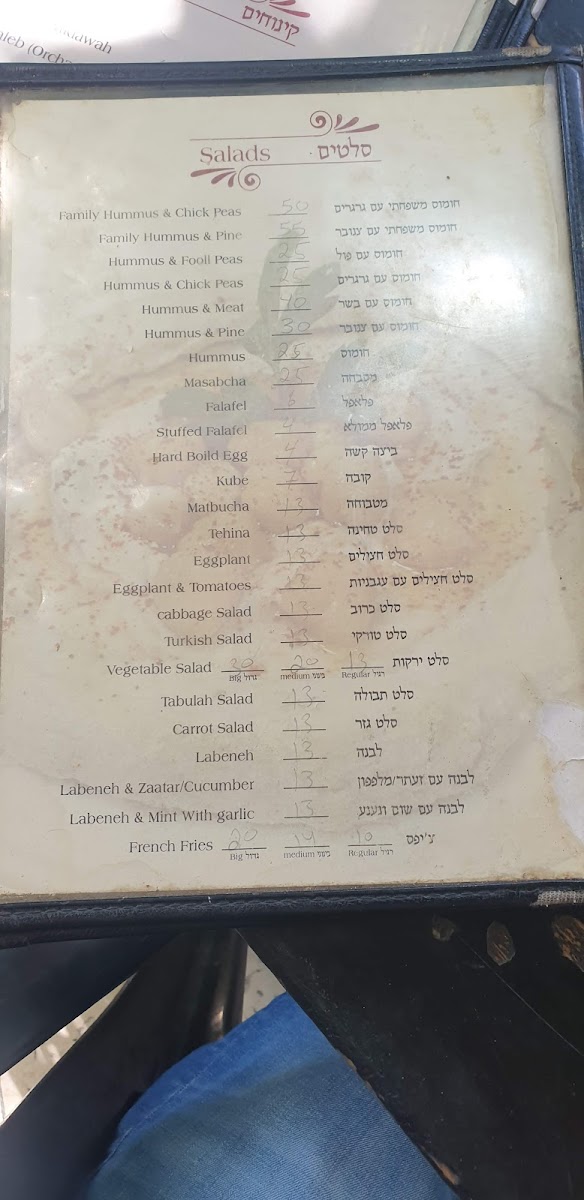 קינוחים
Salads סלטים
Family Hummus & Chick Peas 50 חומוס משפחתי עם גרגרים
Family Hummus & Pine 55 חומוס משפחתי עם צנובר
Hummus & Fooll Peas 25 חומוס עם פול
Hummus & Chick Peas 25 חומוס עם גרגרים
Hummus & Meat 40 חומוס עם בשר
Hummus & Pine 30 חומוס עם צנובר
Hummus 25 חומוס
Masabcha 25 מסבחה
Falafel 6 פלאפל
Stuffed Falafel 4 פלאפל ממולא
Hard Boild Egg 4 ביצה קשה
Kube 7 קובה
Matbucha 13 מטבוחה
Tehina 13 סלט טחינה
Eggplant 13 סלט חצילים
Eggplant & Tomatoes 13 סלט חצילים עם עגבניות
cabbage Salad 13 סלט כרוב
Turkish Salad 13 סלט טורקי
Vegetable Salad 30 20 13 סלט ירקות
Big גדול medium בינוני Regular רגיל
Tabulah Salad 13 סלט תבולה
Carrot Salad 13 סלט גזר
Labeneh 13 לבנה
Labeneh & Zaatar/Cucumber 13 לבנה עם זעתר/מלפפון
Labeneh & Mint With garlic 13 לבנה עם שום ונענע
French Fries 20 14 10 צ'יפס
Big גדול medium בינוני Regular רגיל